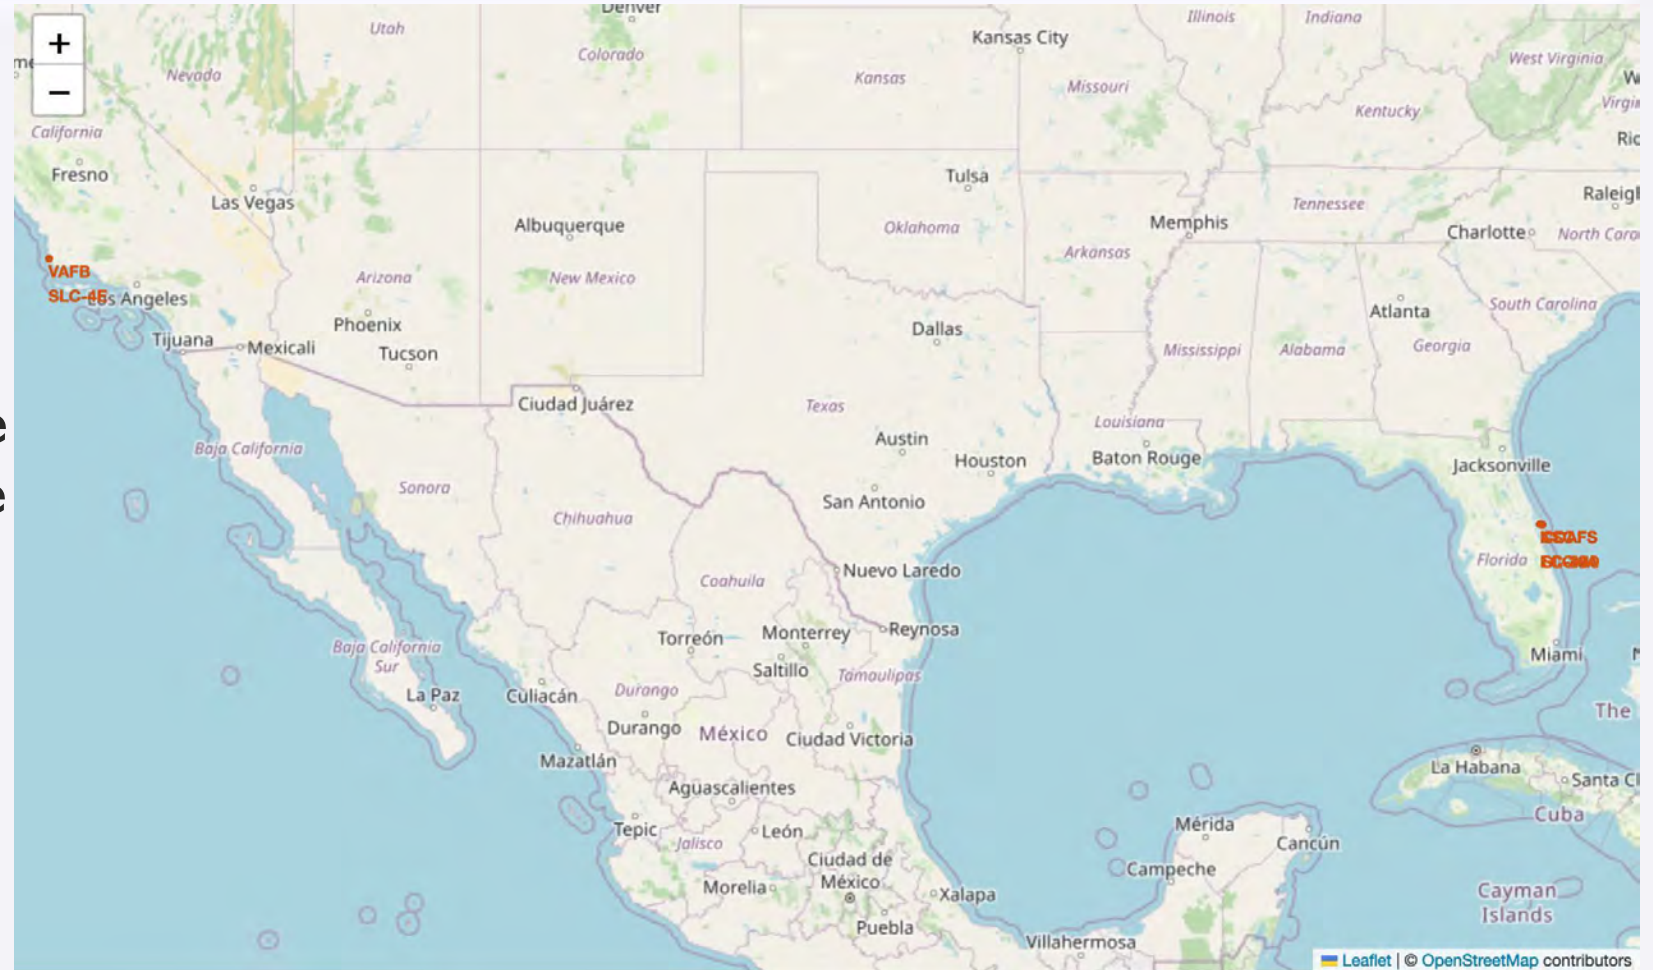 Denver
+
Utah
Kansas City
Illinois
Indiana
Colorado
West Virginia
−
Nevada
Kansas
Missouri
Kentucky
California
Fresno
Tulsa
Las Vegas
Albuquerque
Memphis
Tennessee
Oklahoma
Charlotte
VAFB
SLC-4E
Los Angeles
Arizona
New Mexico
Arkansas
South Carolina
Phoenix
Dallas
Atlanta
Tijuana
Mexicali
Tucson
Mississippi
Alabama
Georgia
Ciudad Juárez
Texas
Louisiana
Austin
Baja California
Houston
Baton Rouge
Jacksonville
Sonora
San Antonio
Chihuahua
Florida
Coahuila
Nuevo Laredo
Torreón
Monterrey
Reynosa
Baja California
Sur
Saltillo
Tamaulipas
Miami
La Paz
Culiacán
Durango
Durango
México
Ciudad Victoria
The
Mazatlán
La Habana
Aguascalientes
Cuba
Tepic
León
Mérida
Jalisco
Cancún
Ciudad de
México
Campeche
Morelia
Xalapa
Cayman
Islands
Puebla
Villahermosa
Leaflet | © OpenStreetMap contributors